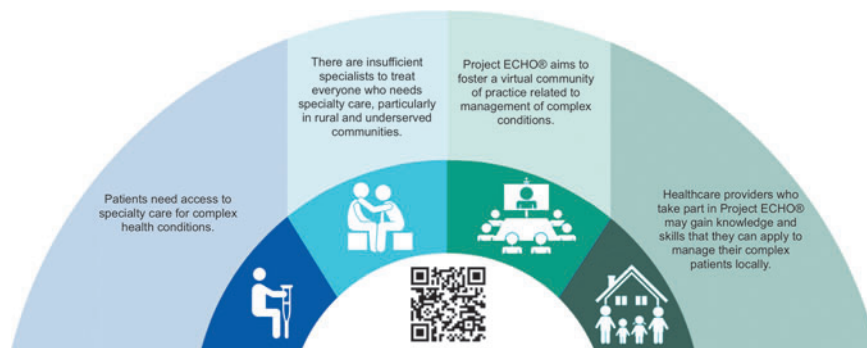 Patients need access to
specialty care for complex
health conditions.
There are insufficient
specialists to treat
everyone who needs
specialty care, particularly
in rural and underserved
communities.
Project ECHO® aims to
foster a virtual community
of practice related to
management of complex
conditions.
Healthcare providers who
take part in Project ECHO®
may gain knowledge and
skills that they can apply to
manage their complex
patients locally.